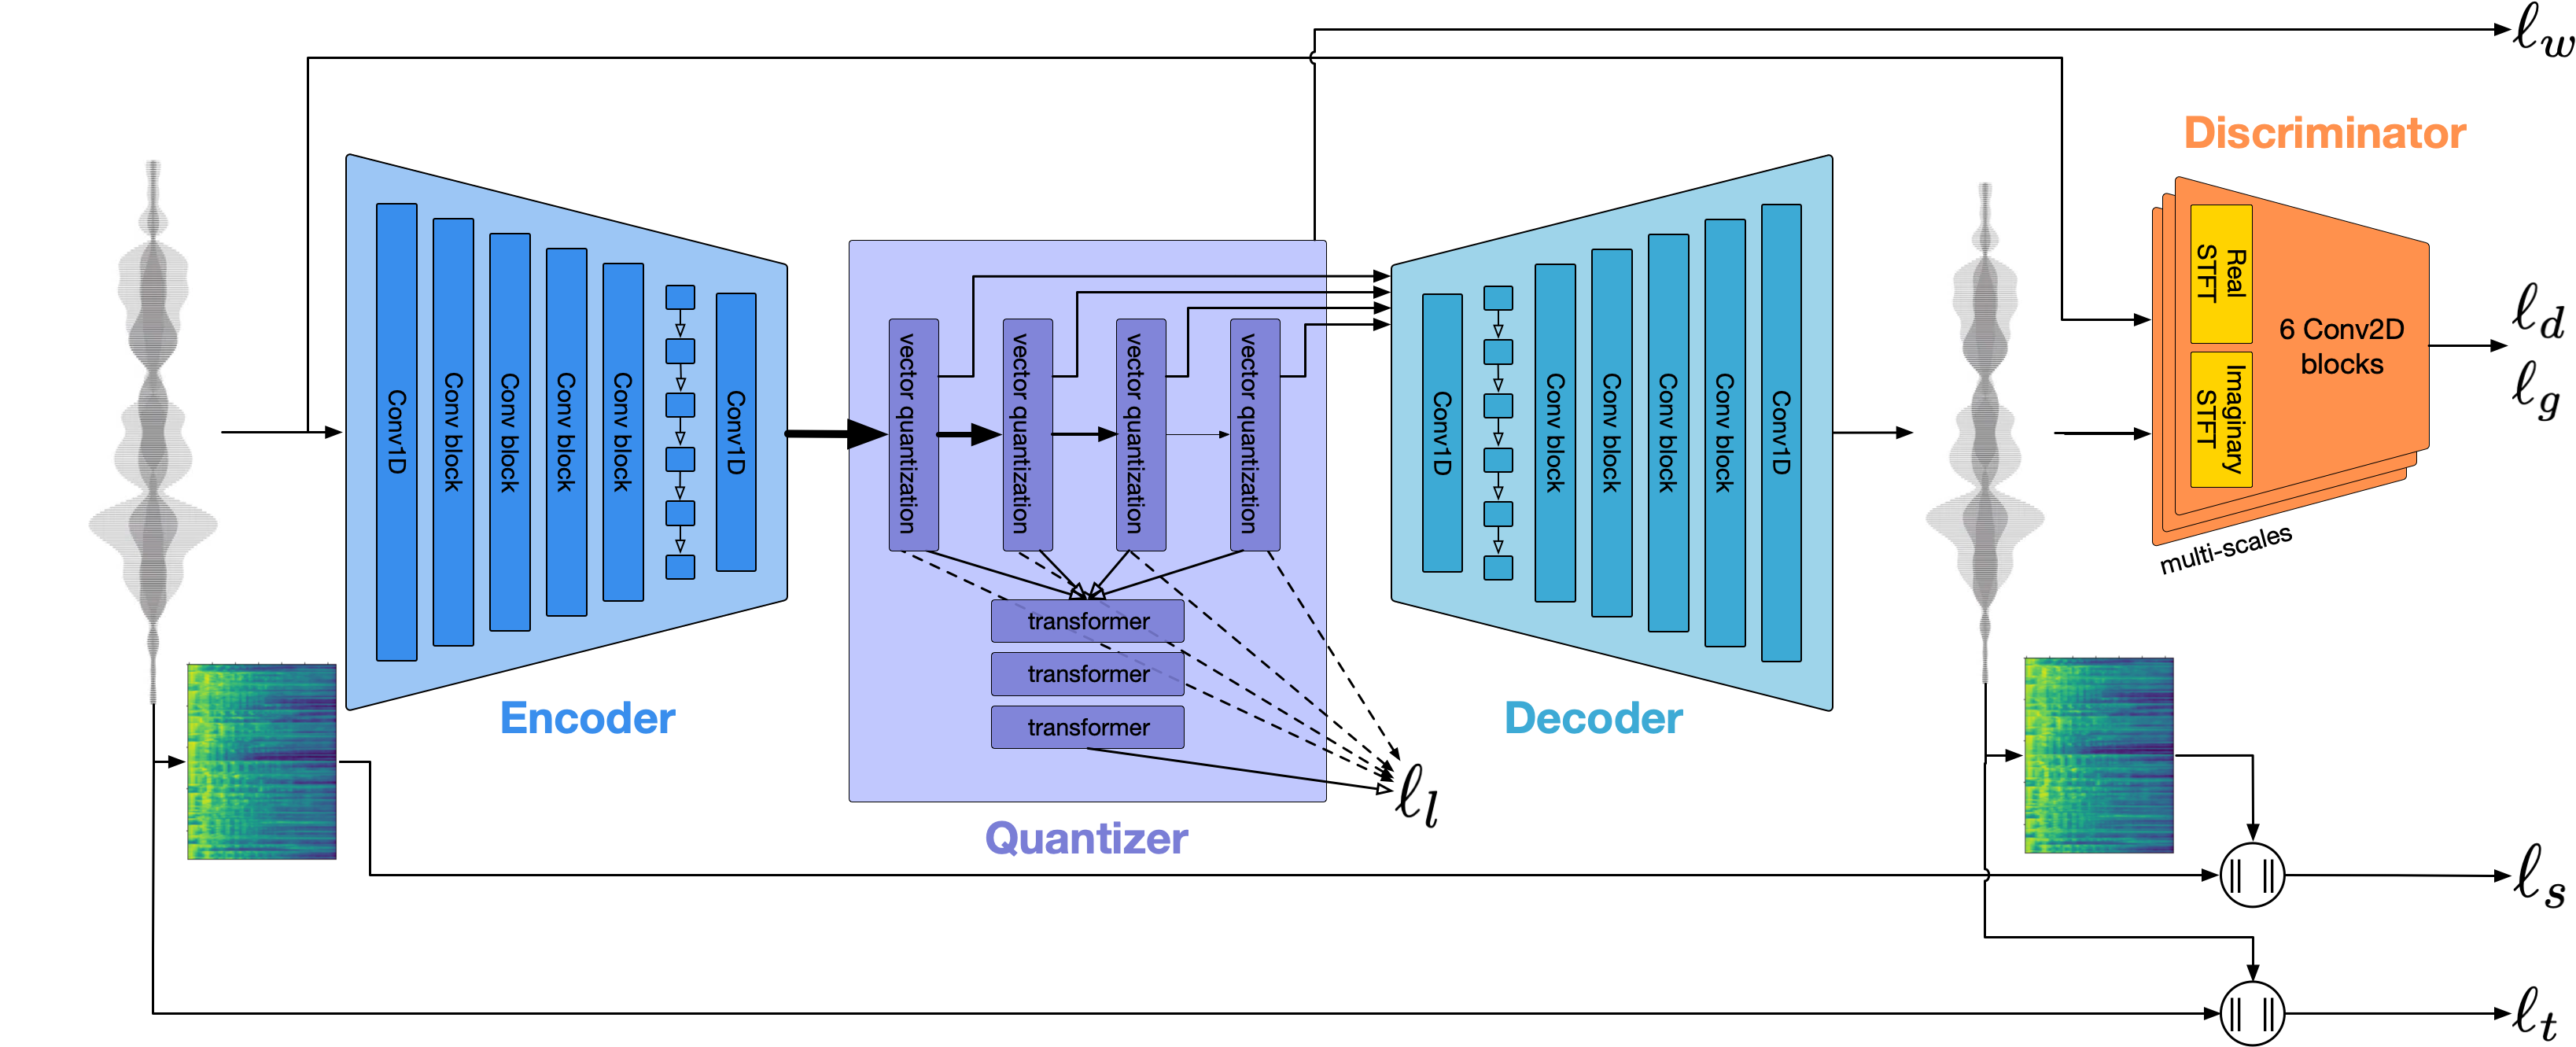 ℓw
Discriminator
Real
STFT
Imaginary
STFT
6 Conv2D
blocks
multi-scales
ℓd
ℓg
Conv1D
Conv block
Conv block
Conv block
Conv block
Conv1D
Encoder
vector quantization
vector quantization
vector quantization
vector quantization
transformer
transformer
transformer
Quantizer
ℓl
Conv1D
Conv block
Conv block
Conv block
Conv block
Conv1D
Decoder
|| ||
ℓs
|| ||
ℓt